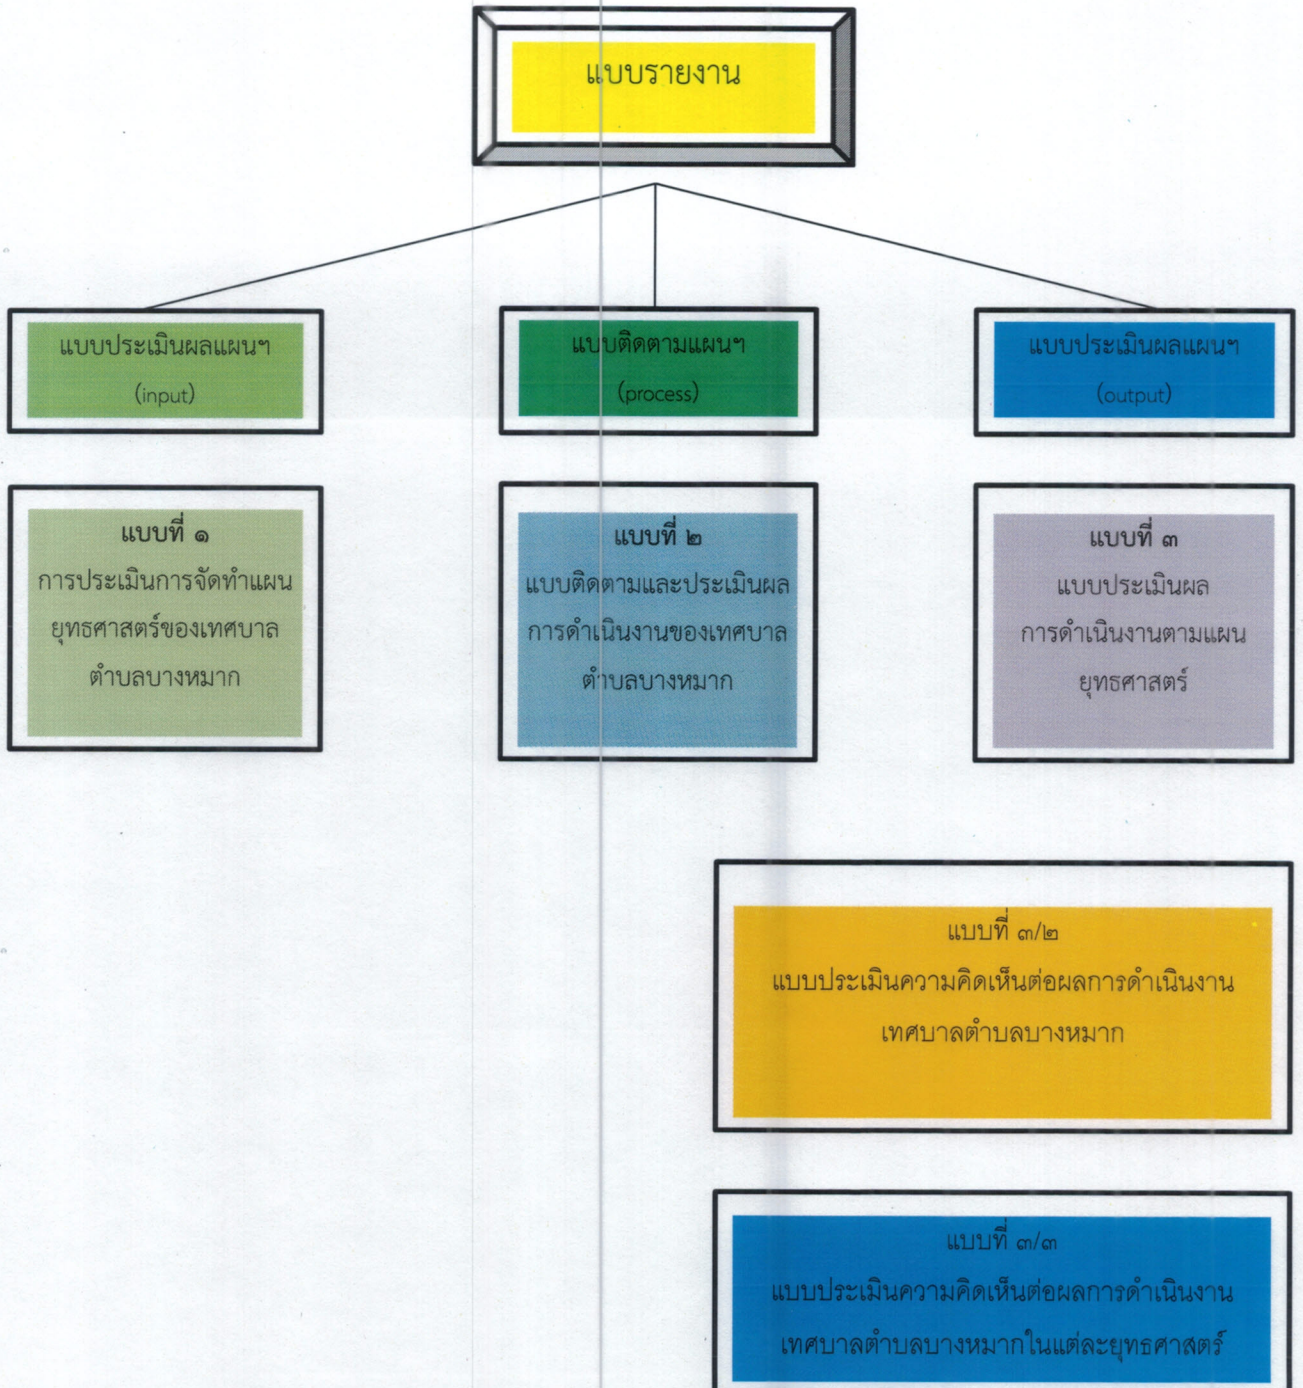 แบบรายงาน
แบบประเมินผลแผนฯ
(input)
แบบติดตามแผนฯ
(process)
แบบประเมินผลแผนฯ
(output)
แบบที่ ๑
การประเมินการจัดทำแผน
ยุทธศาสตร์ของเทศบาล
ตำบลบางหมาก
แบบที่ ๒
แบบติดตามและประเมินผล
การดำเนินงานของเทศบาล
ตำบลบางหมาก
แบบที่ ๓
แบบประเมินผล
การดำเนินงานตามแผน
ยุทธศาสตร์
แบบที่ ๓/๒
แบบประเมินความคิดเห็นต่อผลการดำเนินงาน
เทศบาลตำบลบางหมาก
แบบที่ ๓/๓
แบบประเมินความคิดเห็นต่อผลการดำเนินงาน
เทศบาลตำบลบางหมากในแต่ละยุทธศาสตร์